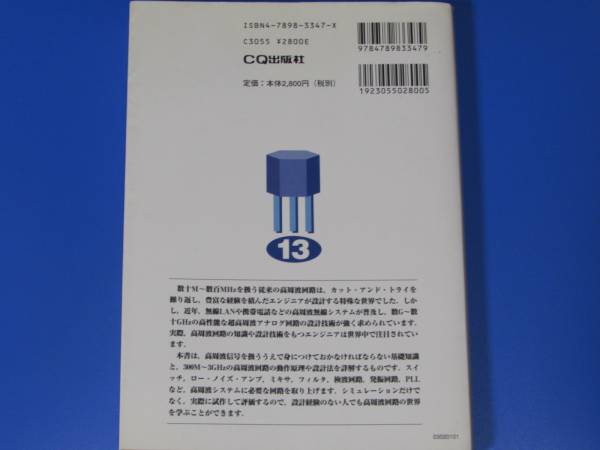 ISBN4-7898-3347-X
C3055 ¥2800E
CQ出版社
定価：本体2,800円（税別）
9784789833479
1923055028005
13
数十M～数百MHzを扱う従来の高周波回路は，カット・アンド・トライを
繰り返し，豊富な経験を積んだエンジニアが設計する特殊な世界でした．しか
し，近年，無線LANや携帯電話などの高周波無線システムが普及し，数G～数
十GHzの高性能な超高周波アナログ回路の設計技術が強く求められています．
実際，高周波回路の知識や設計技術をもつエンジニアは世界中で注目されてい
ます．
本書は，高周波信号を扱ううえで身につけておかなければならない基礎知識
と，300M～3GHzの高周波回路の動作原理や設計法を詳解するものです．スイ
ッチ，ロー・ノイズ・アンプ，ミキサ，フィルタ，検波回路，発振回路，PLL
など，高周波システムに必要な回路を取り上げます．シミュレーションだけで
なく，実際に試作して評価するので，設計経験のない人でも高周波回路の世界
を学ぶことができます．